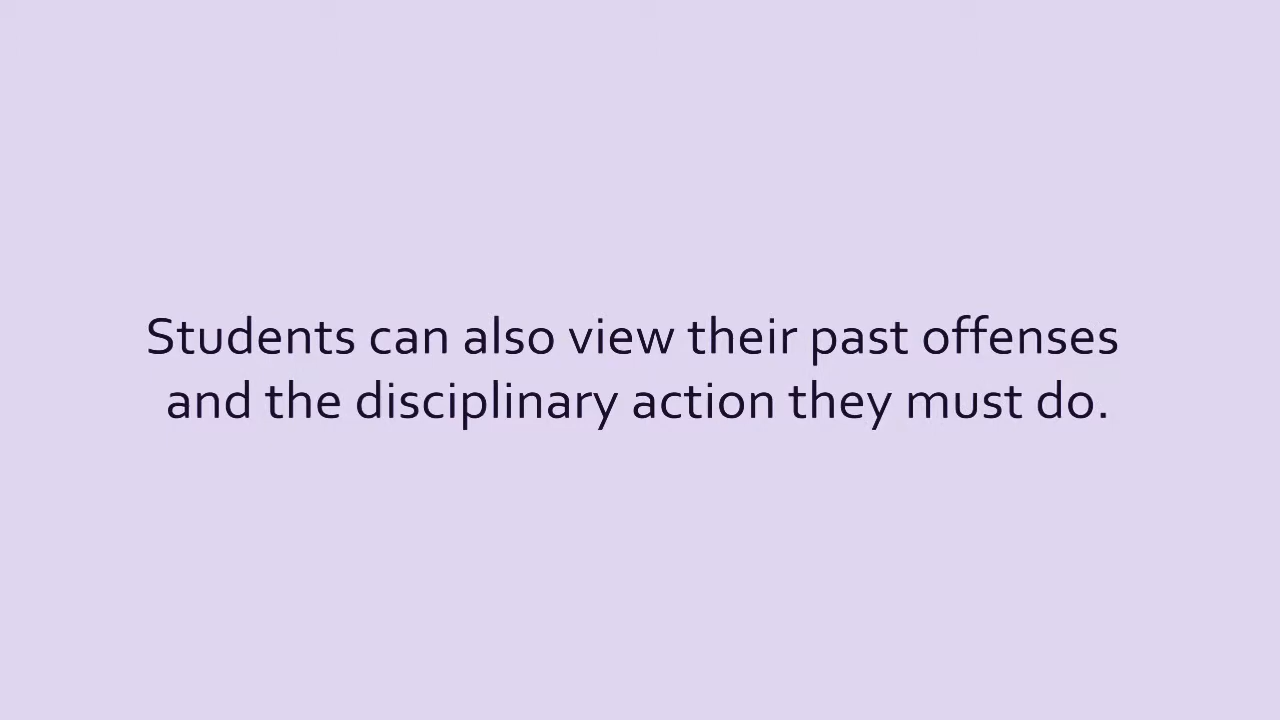 Students can also view their past offenses
and the disciplinary action they must do.